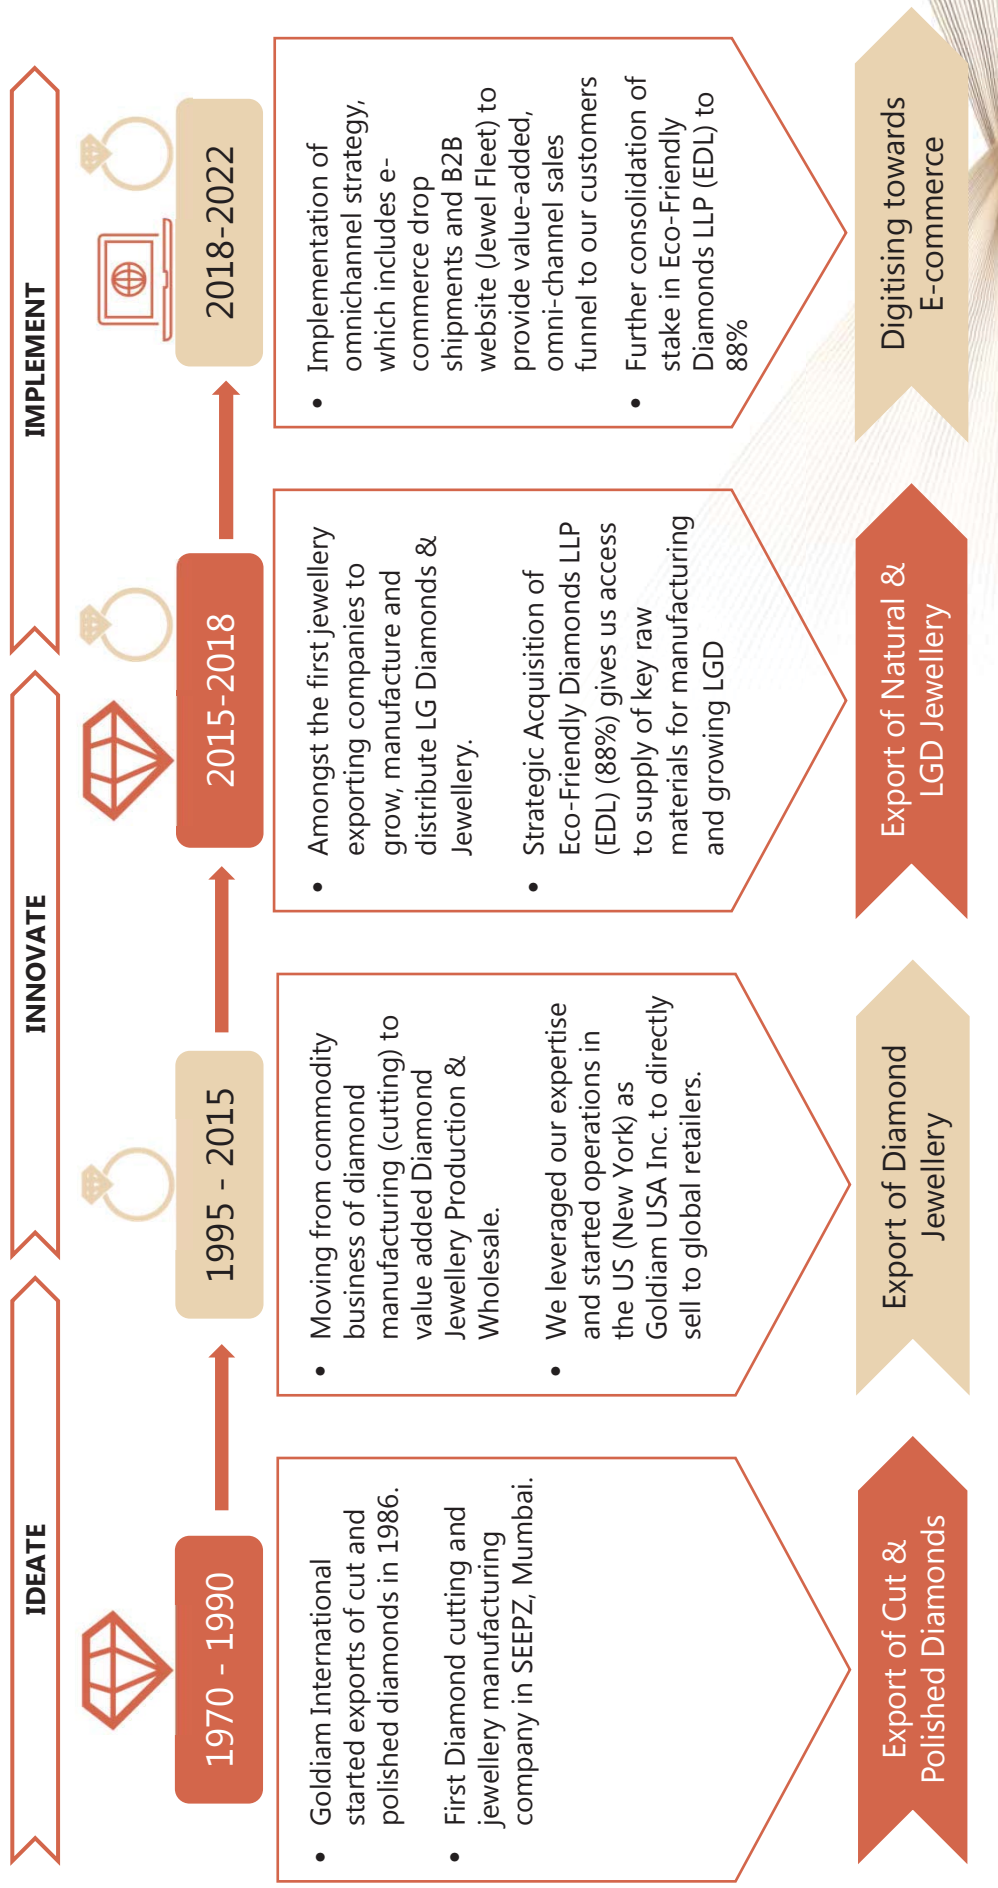 IDEATE
INNOVATE
IMPLEMENT
1970 - 1990
1995 - 2015
2015-2018
2018-2022
• Goldiam International
started exports of cut and
polished diamonds in 1986.
• First Diamond cutting and
jewellery manufacturing
company in SEEPZ, Mumbai.
• Moving from commodity
business of diamond
manufacturing (cutting) to
value added Diamond
Jewellery Production &
Wholesale.
• We leveraged our expertise
and started operations in
the US (New York) as
Goldiam USA Inc. to directly
sell to global retailers.
• Amongst the first jewellery
exporting companies to
grow, manufacture and
distribute LG Diamonds &
Jewellery.
• Strategic Acquisition of
Eco-Friendly Diamonds LLP
(EDL) (88%) gives us access
to supply of key raw
materials for manufacturing
and growing LGD
• Implementation of
omnichannel strategy,
which includes e-
commerce drop
shipments and B2B
website (Jewel Fleet) to
provide value-added,
omni-channel sales
funnel to our customers
• Further consolidation of
stake in Eco-Friendly
Diamonds LLP (EDL) to
88%
Export of Cut &
Polished Diamonds
Export of Diamond
Jewellery
Export of Natural &
LGD Jewellery
Digitising towards
E-commerce